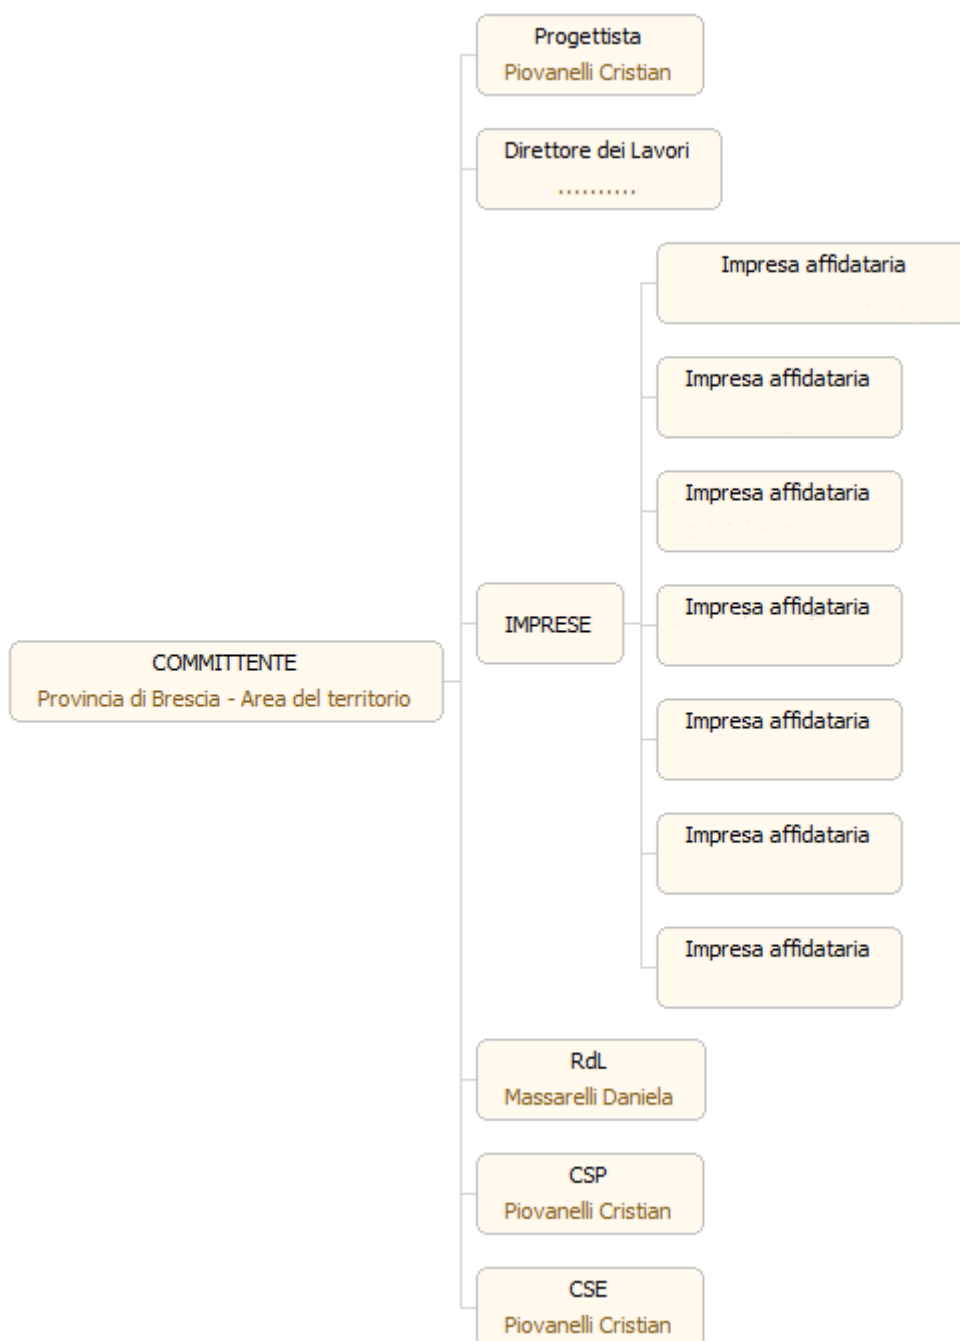 Progettista
Piovanelli Cristian
Direttore dei Lavori
..........
Impresa affidataria
Impresa affidataria
Impresa affidataria
Impresa affidataria
IMPRESE
COMMITTENTE
Provincia di Brescia - Area del territorio
Impresa affidataria
Impresa affidataria
Impresa affidataria
RdL
Massarelli Daniela
CSP
Piovanelli Cristian
CSE
Piovanelli Cristian